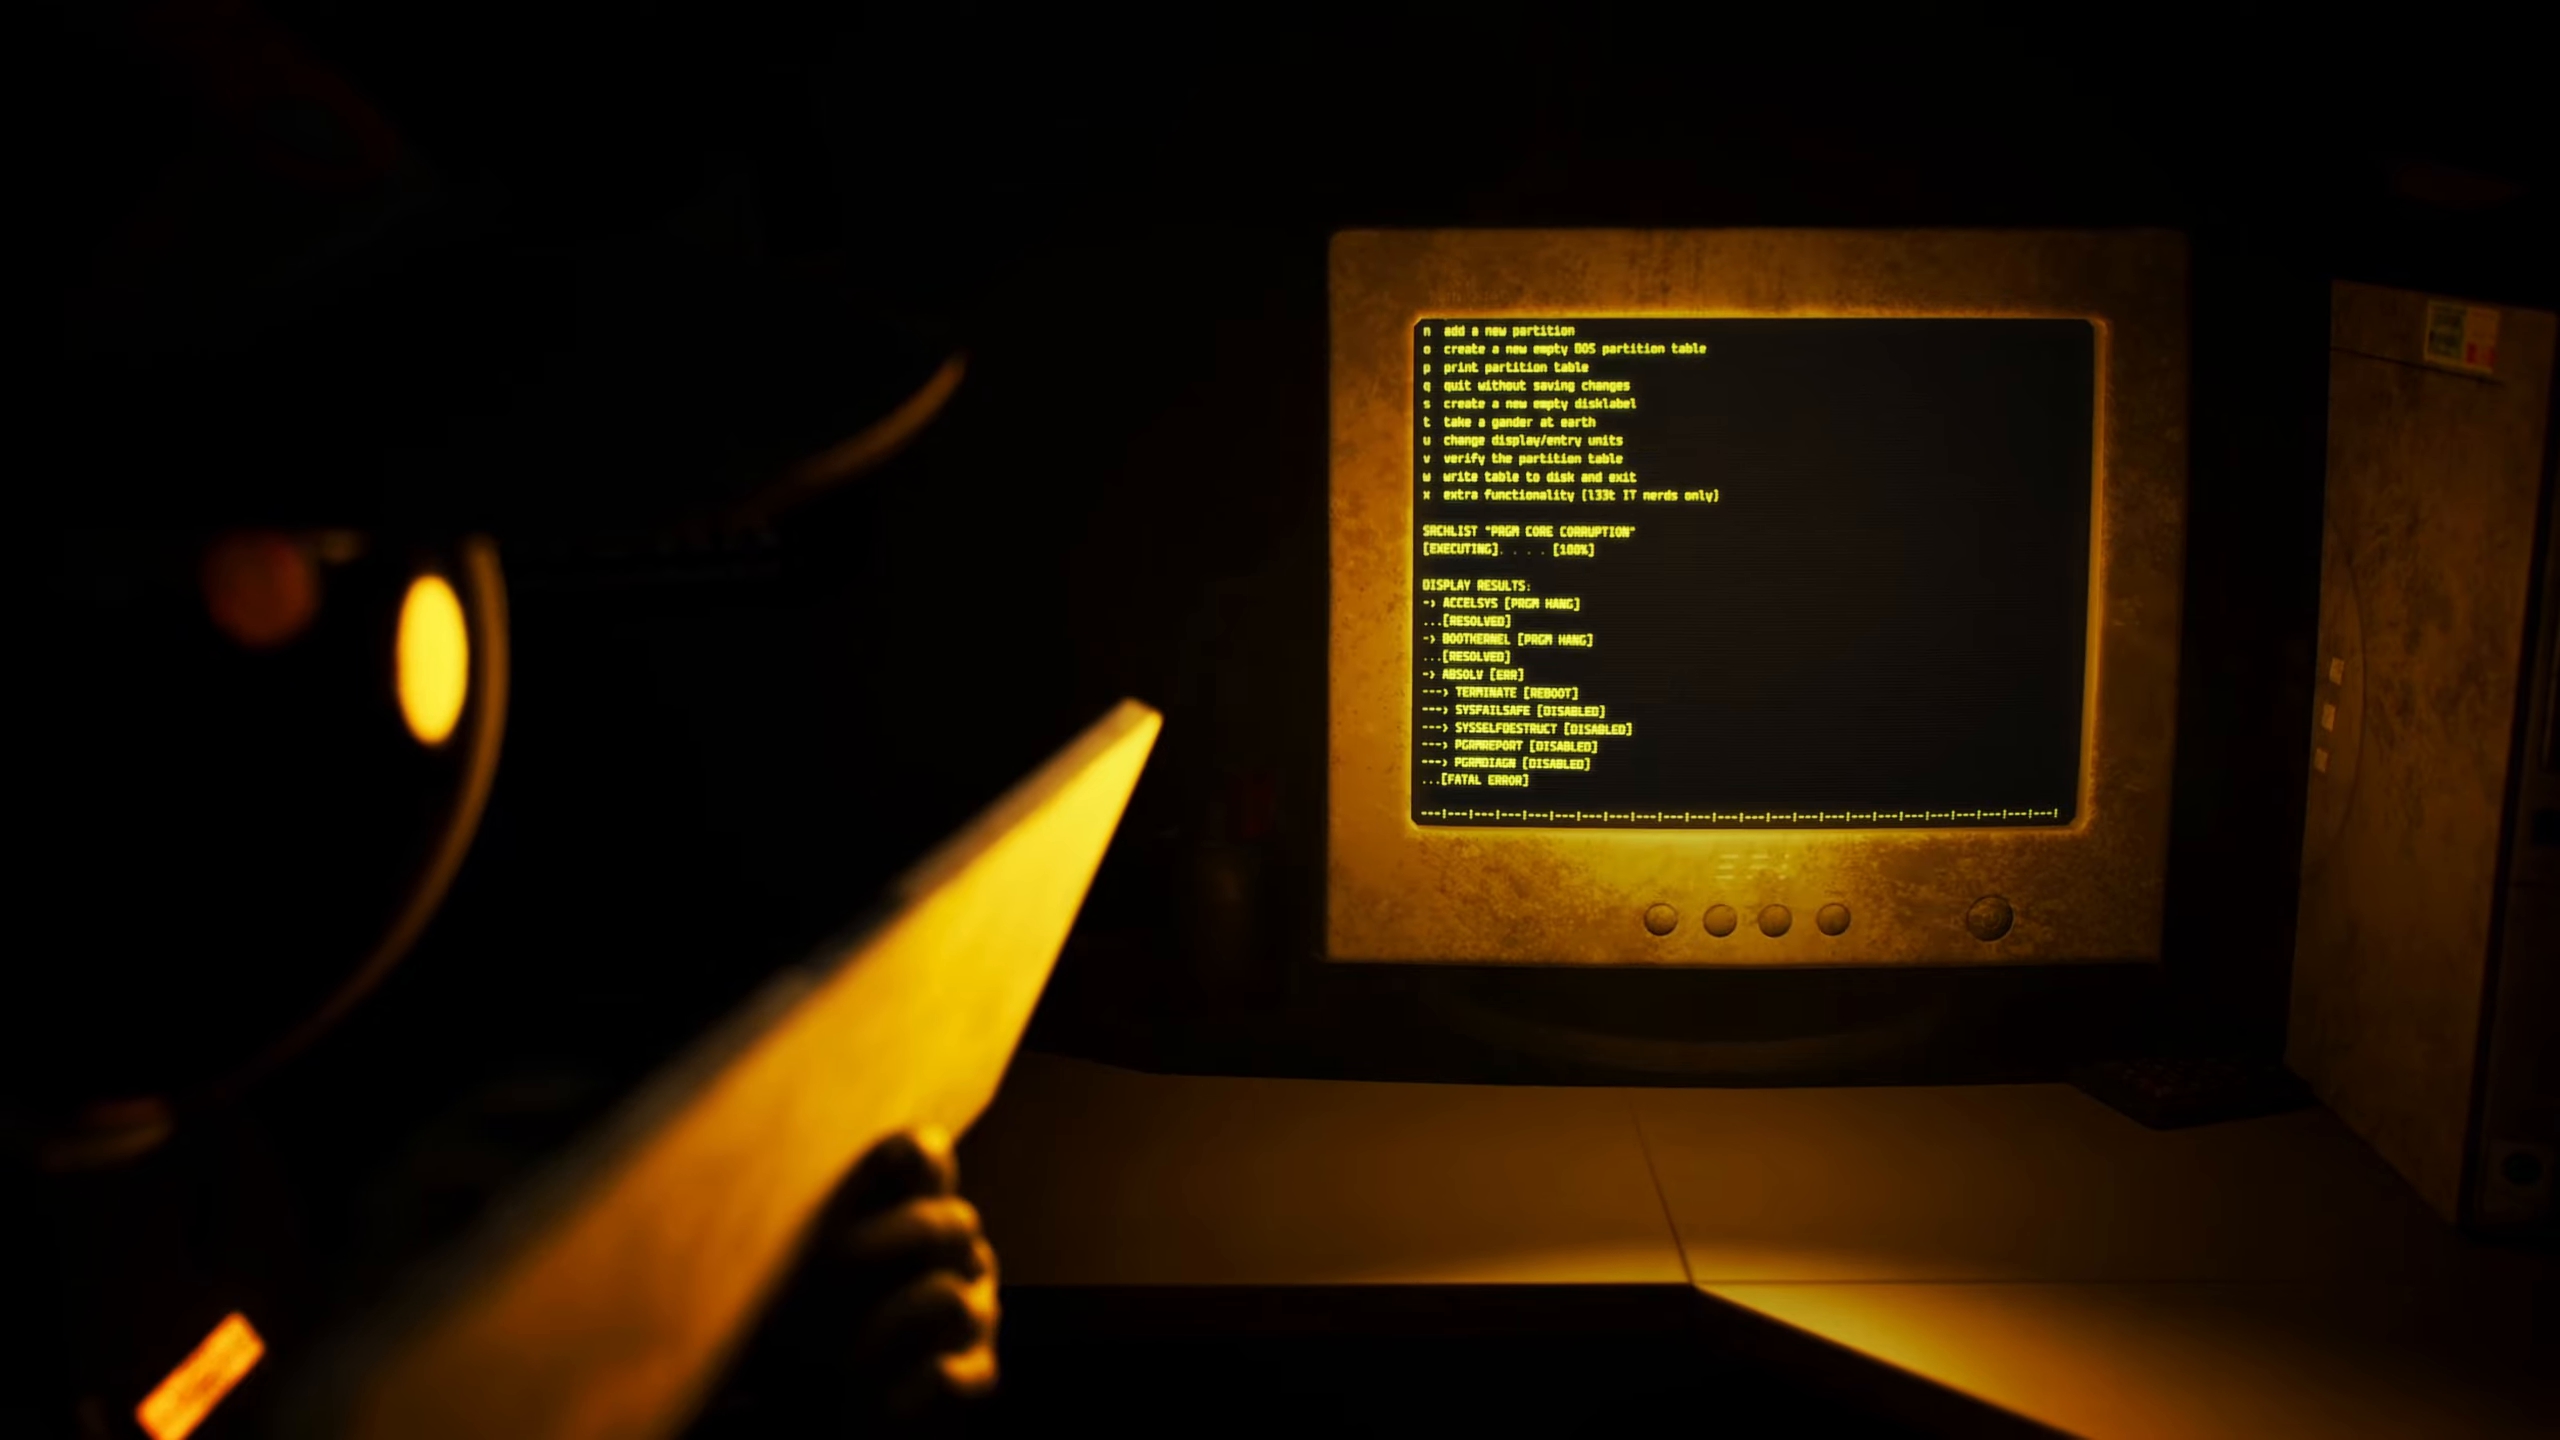 n  add a new partition
o  create a new empty DOS partition table
p  print partition table
q  quit without saving changes
s  create a new empty disklabel
t  take a gander at earth
u  change display/entry units
v  verify the partition table
w  write table to disk and exit
x  extra functionality (l33t IT nerds only)
SRCHLIST "PRGM CORE CORRUPTION"
[EXECUTING]. . . . [100%]
DISPLAY RESULTS:
-> ACCELSYS [PRGM HANG]
...[RESOLVED]
-> BOOTKERNEL [PRGM HANG]
...[RESOLVED]
-> ABSOLV [ERR]
---> TERMINATE [REBOOT]
---> SYSFAILSAFE [DISABLED]
---> SYSSELFDESTRUCT [DISABLED]
---> PGRMREPORT [DISABLED]
---> PGRMDIAGN [DISABLED]
...[FATAL ERROR]
---!---!---!---!---!---!---!---!---!---!---!---!---!---!---!---!---!---!---!---!---!---!---!---!